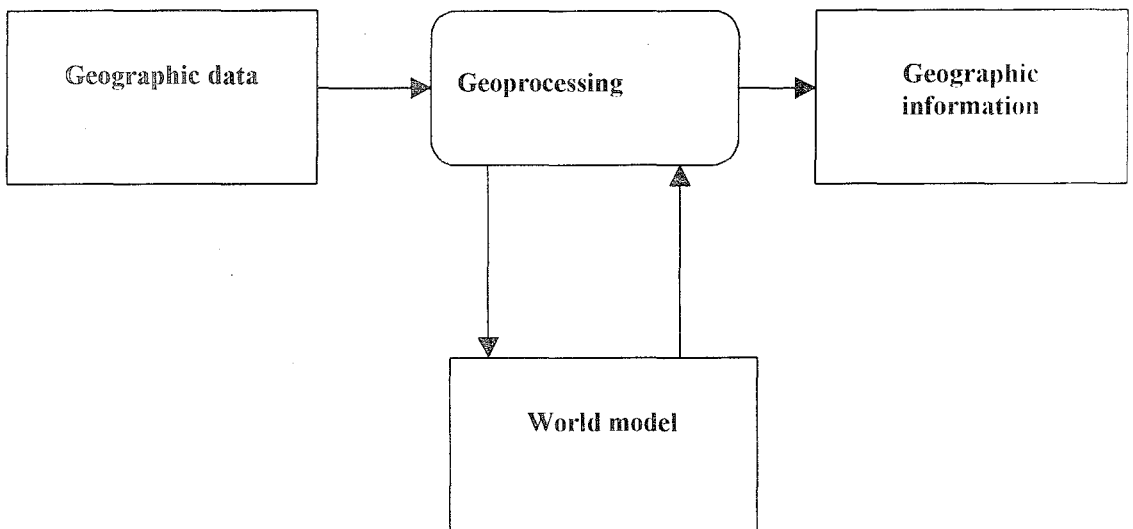 Geographic data
Geoprocessing
Geographic
information
World model